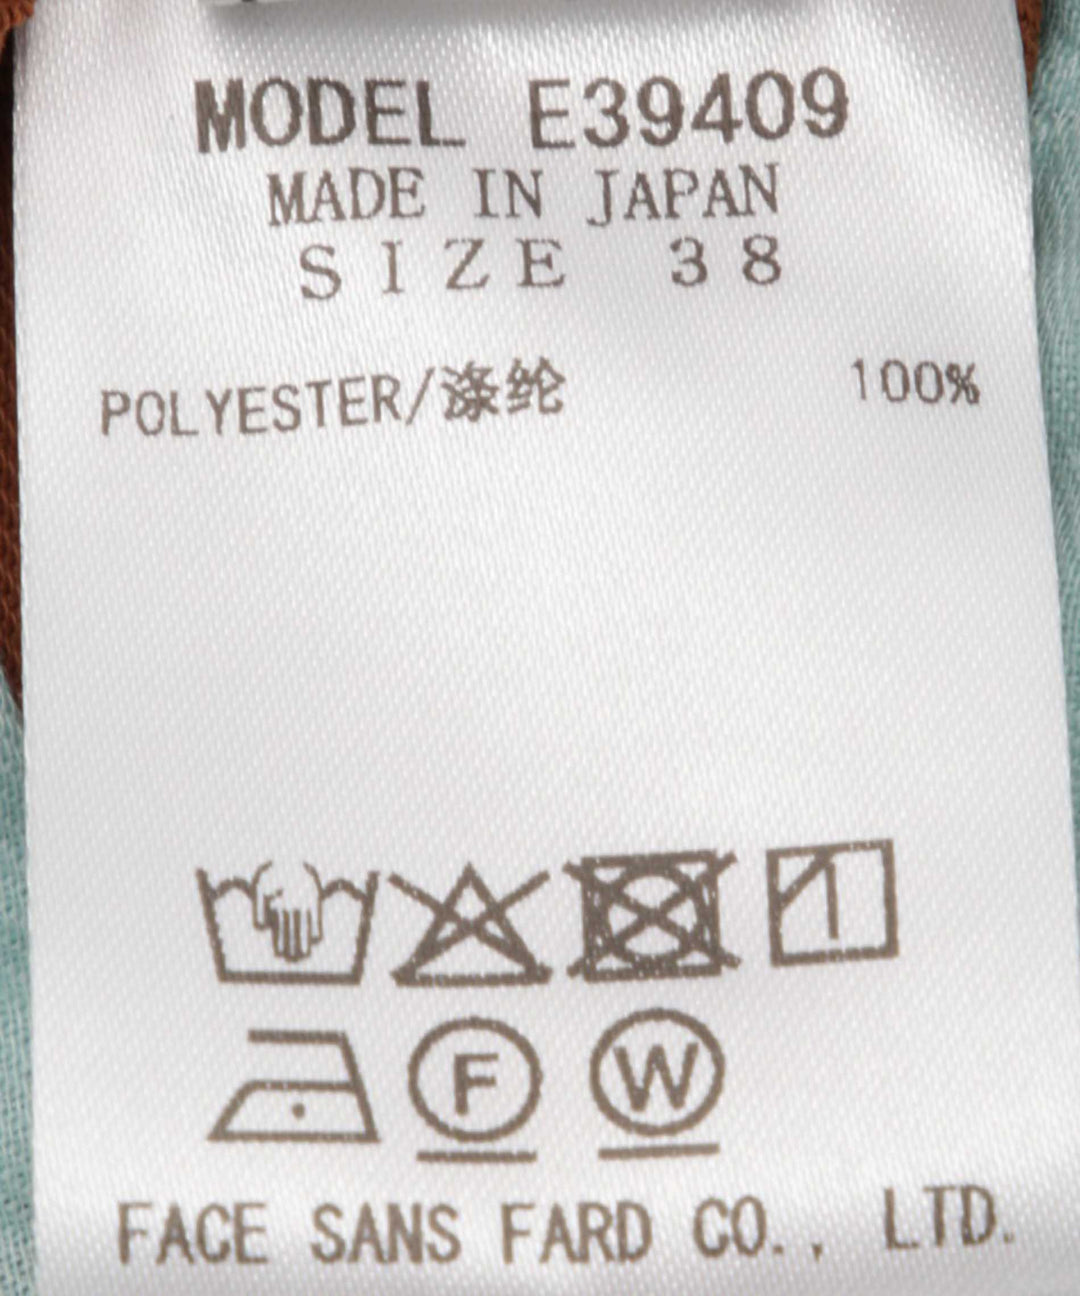 MODEL E39409
MADE IN JAPAN
SIZE 38
POLYESTER/涤纶 100%
F W
FACE SANS FARD CO., LTD.